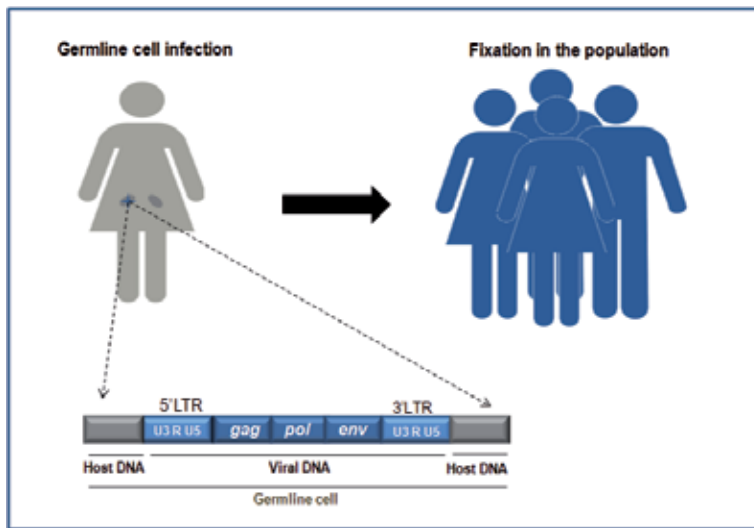 Germline cell infection
Fixation in the population
5'LTR
3'LTR
U3 R U5
gag
pol
env
U3 R U5
Host DNA
Viral DNA
Host DNA
Germline cell